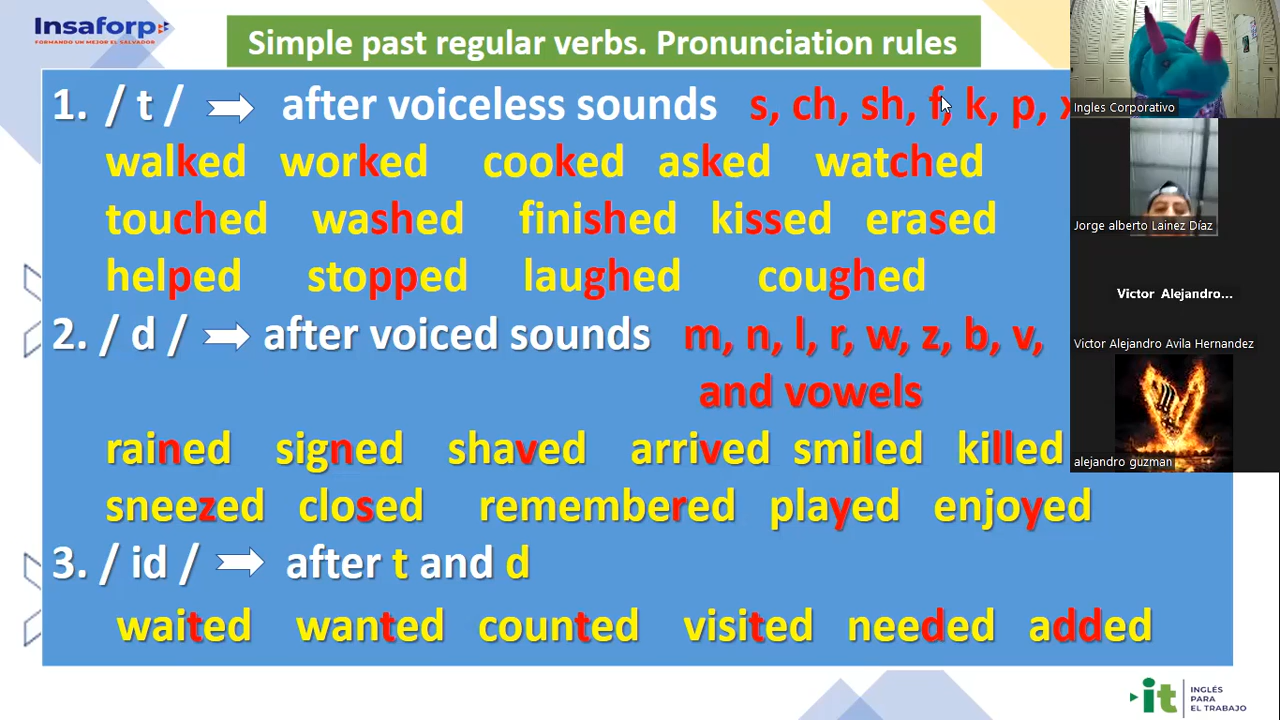 Insaforp
FORMANDO UN MEJOR EL SALVADOR
Simple past regular verbs. Pronunciation rules
1. / t / after voiceless sounds s, ch, sh, f, k, p, x
walked worked cooked asked watched
touched washed finished kissed erased
helped stopped laughed coughed
2. / d / after voiced sounds m, n, l, r, w, z, b, v,
and vowels
rained signed shaved arrived smiled killed
sneezed closed remembered played enjoyed
3. / id / after t and d
waited wanted counted visited needed added
Ingles Corporativo
Jorge alberto Lainez Díaz
Victor Alejandro...
Victor Alejandro Avila Hernandez
alejandro guzman
it
INGLÉS
PARA
EL TRABAJO